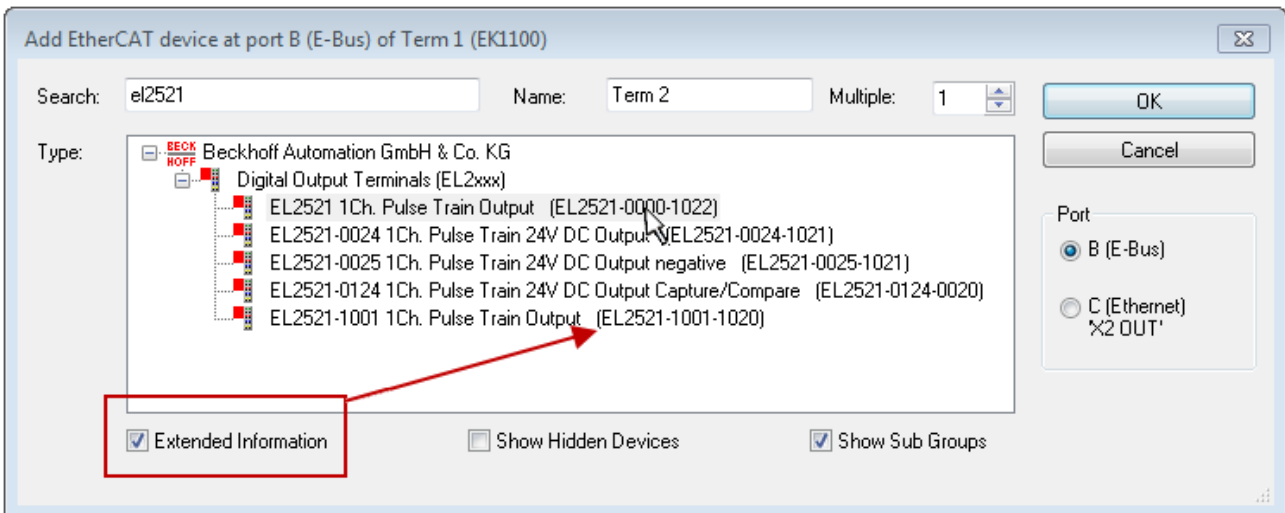 Add EtherCAT device at port B (E-Bus) of Term 1 (EK1100)
Search: el2521 Name: Term 2 Multiple: 1 OK
Cancel
Type: BECK HOFF Beckhoff Automation GmbH & Co. KG
Digital Output Terminals (EL2xxx)
EL2521 1Ch. Pulse Train Output (EL2521-0000-1022)
EL2521-0024 1Ch. Pulse Train 24V DC Output (EL2521-0024-1021)
EL2521-0025 1Ch. Pulse Train 24V DC Output negative (EL2521-0025-1021)
EL2521-0124 1Ch. Pulse Train 24V DC Output Capture/Compare (EL2521-0124-0020)
EL2521-1001 1Ch. Pulse Train Output (EL2521-1001-1020)
Port
B (E-Bus)
C (Ethernet)
'X2 OUT'
Extended Information Show Hidden Devices Show Sub Groups